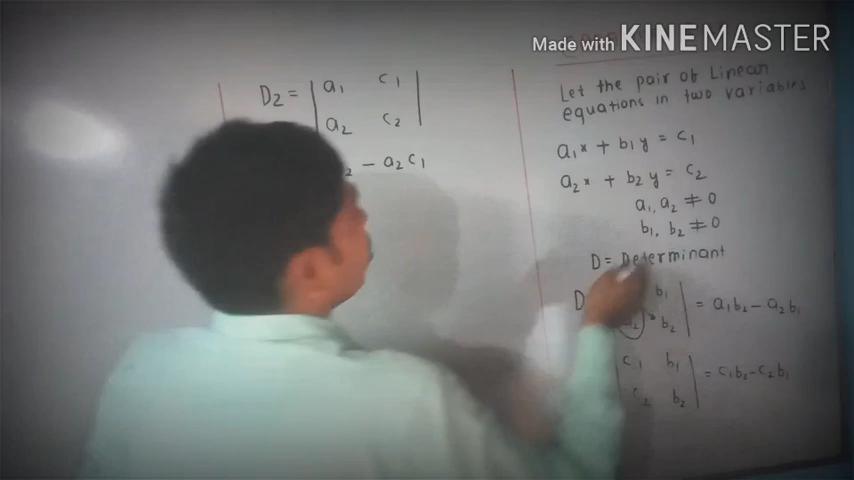 Made with KINEMASTER
D2 = | a1 c1 |
a2 c2
2 - a2c1
Let the pair of Linear
equations in two variables
a1x + b1y = c1
a2x + b2y = c2
a1, a2 ≠ 0
b1, b2 ≠ 0
D = Determinant
D b1 | = a1b2 - a2b1
a2 b2
| c1 b1 | = c1b2 - c2b1
c2 b2